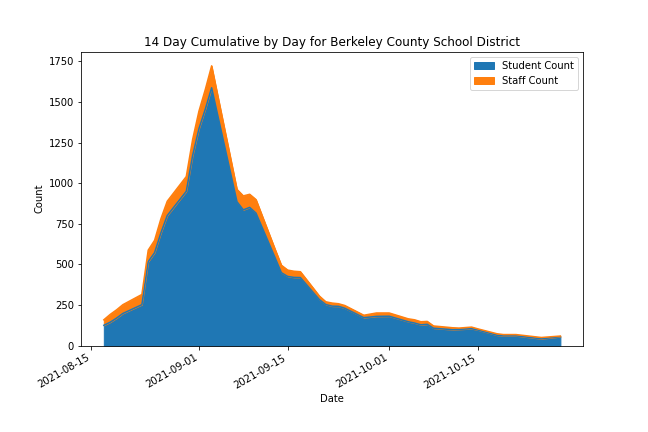 14 Day Cumulative by Day for Berkeley County School District
Student Count
Staff Count
1750
1500
1250
1000
750
500
250
0
Count
2021-08-15
2021-09-01
2021-09-15
2021-10-01
2021-10-15
Date